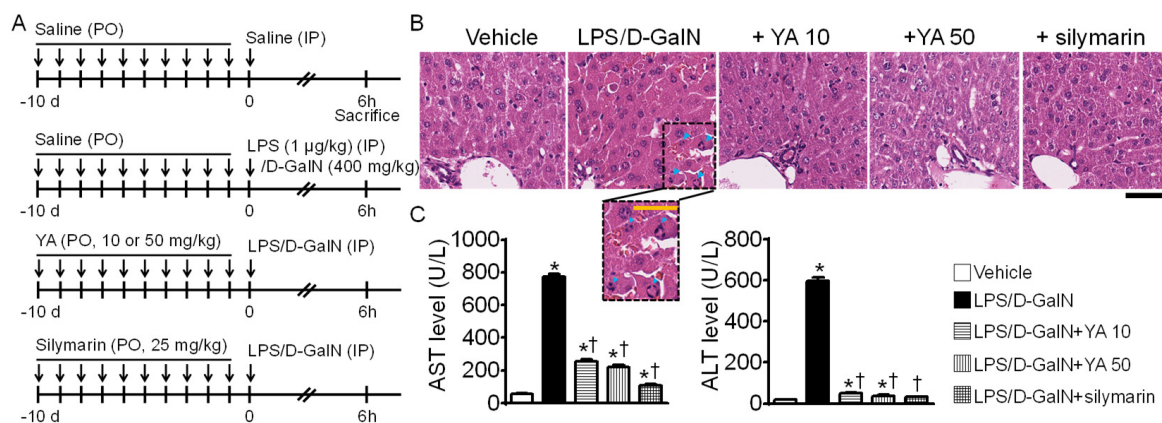 A
Saline (PO)
Saline (IP)
-10 d
0
6h
Sacrifice
Saline (PO)
LPS (1 µg/kg) (IP)
/D-GalN (400 mg/kg)
-10 d
0
6h
YA (PO, 10 or 50 mg/kg)
LPS/D-GalN (IP)
-10 d
0
6h
Silymarin (PO, 25 mg/kg)
LPS/D-GalN (IP)
-10 d
0
6h
B
Vehicle
LPS/D-GalN
+ YA 10
+YA 50
+ silymarin
C
AST level (U/L)
1000
800
600
400
200
0
*
*†
*†
*†
ALT level (U/L)
800
600
400
200
0
*
*†
*†
†
Vehicle
LPS/D-GalN
LPS/D-GalN+YA 10
LPS/D-GalN+YA 50
LPS/D-GalN+silymarin